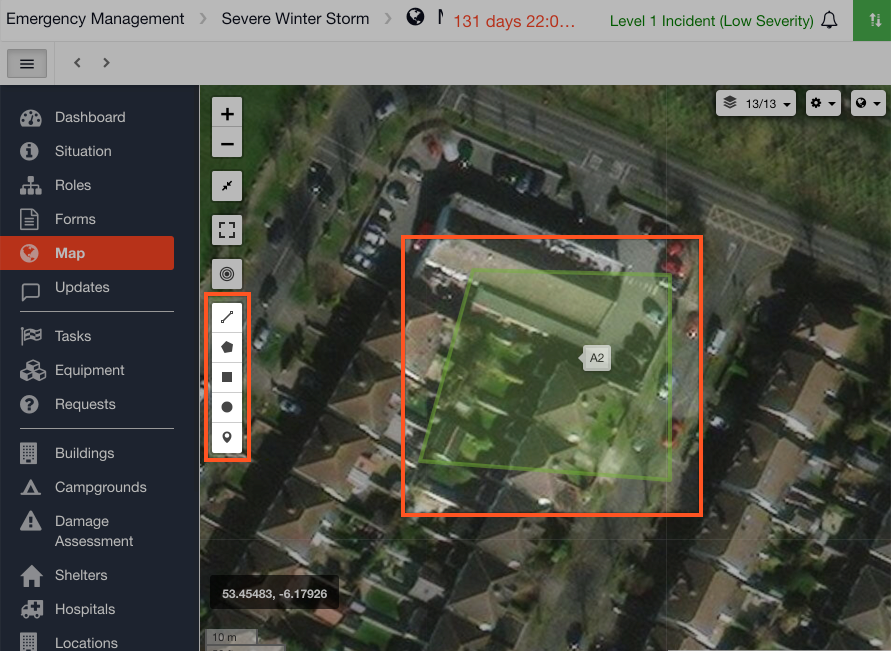 Emergency Management
Severe Winter Storm
131 days 22:0...
Level 1 Incident (Low Severity)
13/13
Dashboard
Situation
Roles
Forms
Map
Updates
Tasks
Equipment
Requests
Buildings
Campgrounds
Damage
Assessment
Shelters
Hospitals
Locations
A2
53.45483, -6.17926
10 m